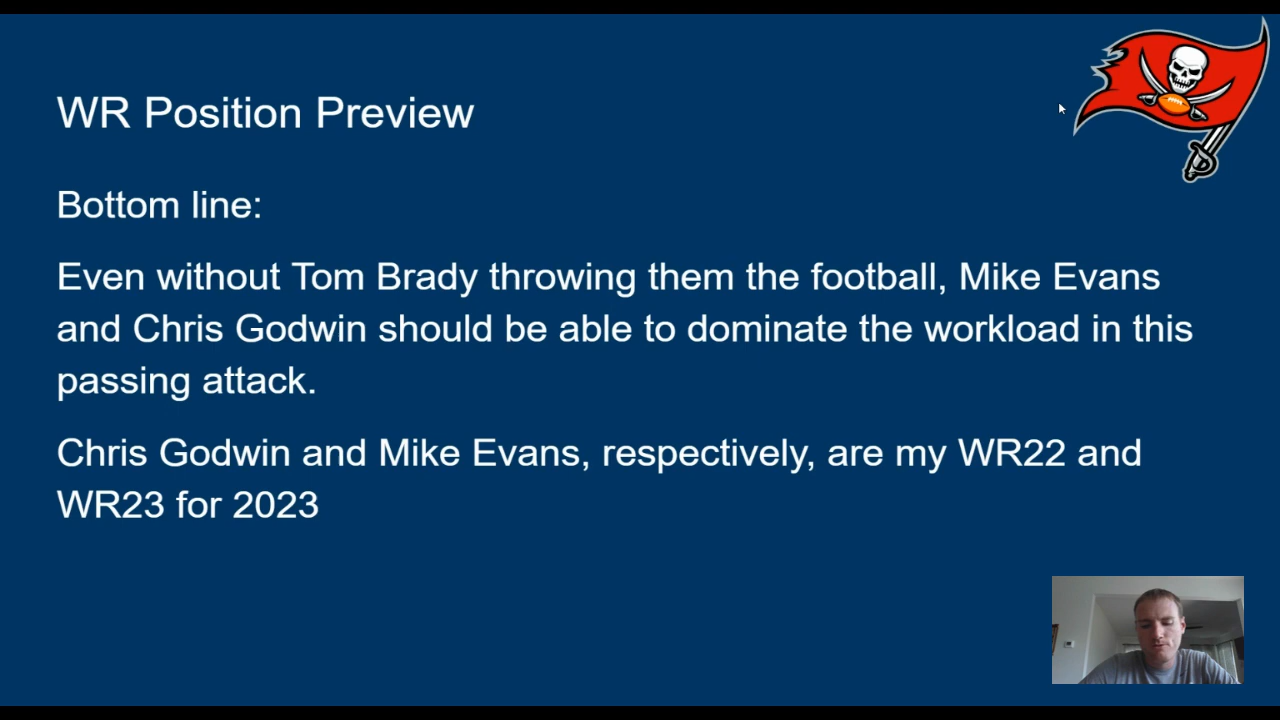 WR Position Preview
Bottom line:
Even without Tom Brady throwing them the football, Mike Evans
and Chris Godwin should be able to dominate the workload in this
passing attack.
Chris Godwin and Mike Evans, respectively, are my WR22 and
WR23 for 2023